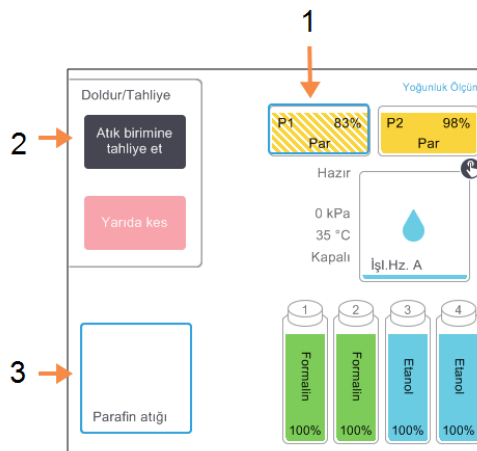 1
Doldur/Tahliye
Yoğunluk Ölçün
2
Atık birimine
tahliye et
P1 83%
Par
P2 98%
Par
Hazır
Yarıda kes
0 kPa
35 °C
Kapalı
İşl.Hz. A
3
Parafin atığı
1
2
3
4
Formalin
Formalin
Etanol
Etanol
100%
100%
100%
100%